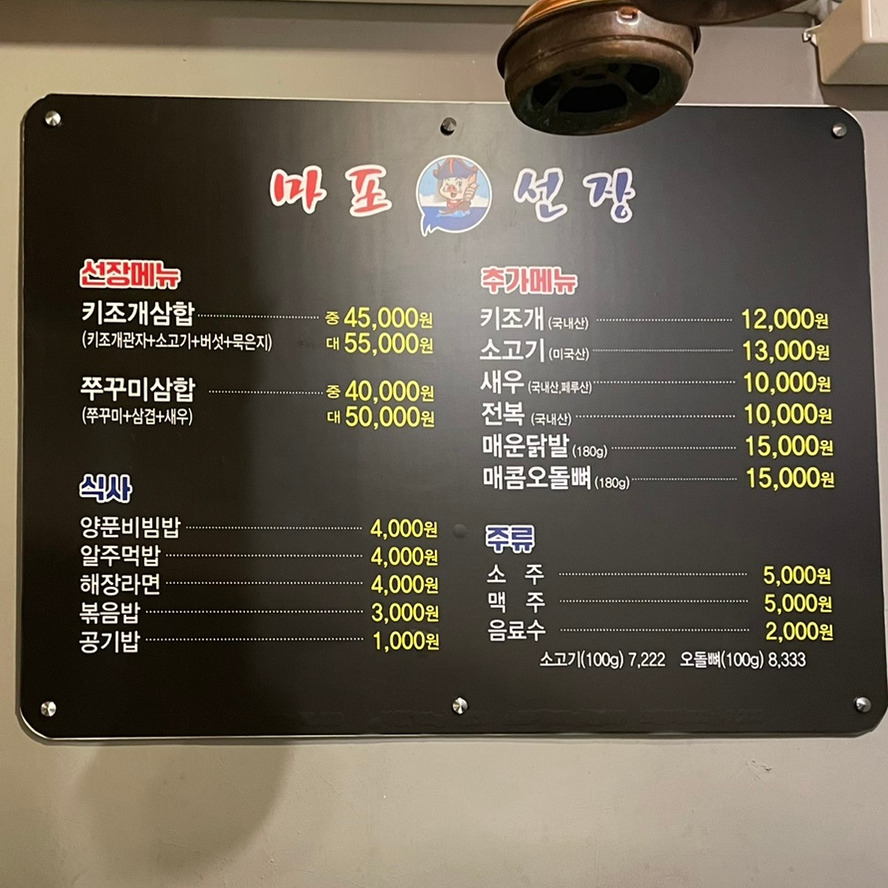 마포 선장
선장메뉴
키조개삼합 중 45,000원
(키조개관자+소고기+버섯+묵은지) 대 55,000원
쭈꾸미삼합 중 40,000원
(쭈꾸미+삼겹+새우) 대 50,000원
식사
양푼비빔밥 4,000원
알주먹밥 4,000원
해장라면 4,000원
볶음밥 3,000원
공기밥 1,000원
추가메뉴
키조개 (국내산) 12,000원
소고기 (미국산) 13,000원
새우 (국내산,페루산) 10,000원
전복 (국내산) 10,000원
매운닭발 (180g) 15,000원
매콤오돌뼈 (180g) 15,000원
주류
소 주 5,000원
맥 주 5,000원
음료수 2,000원
소고기(100g) 7,222 오돌뼈(100g) 8,333